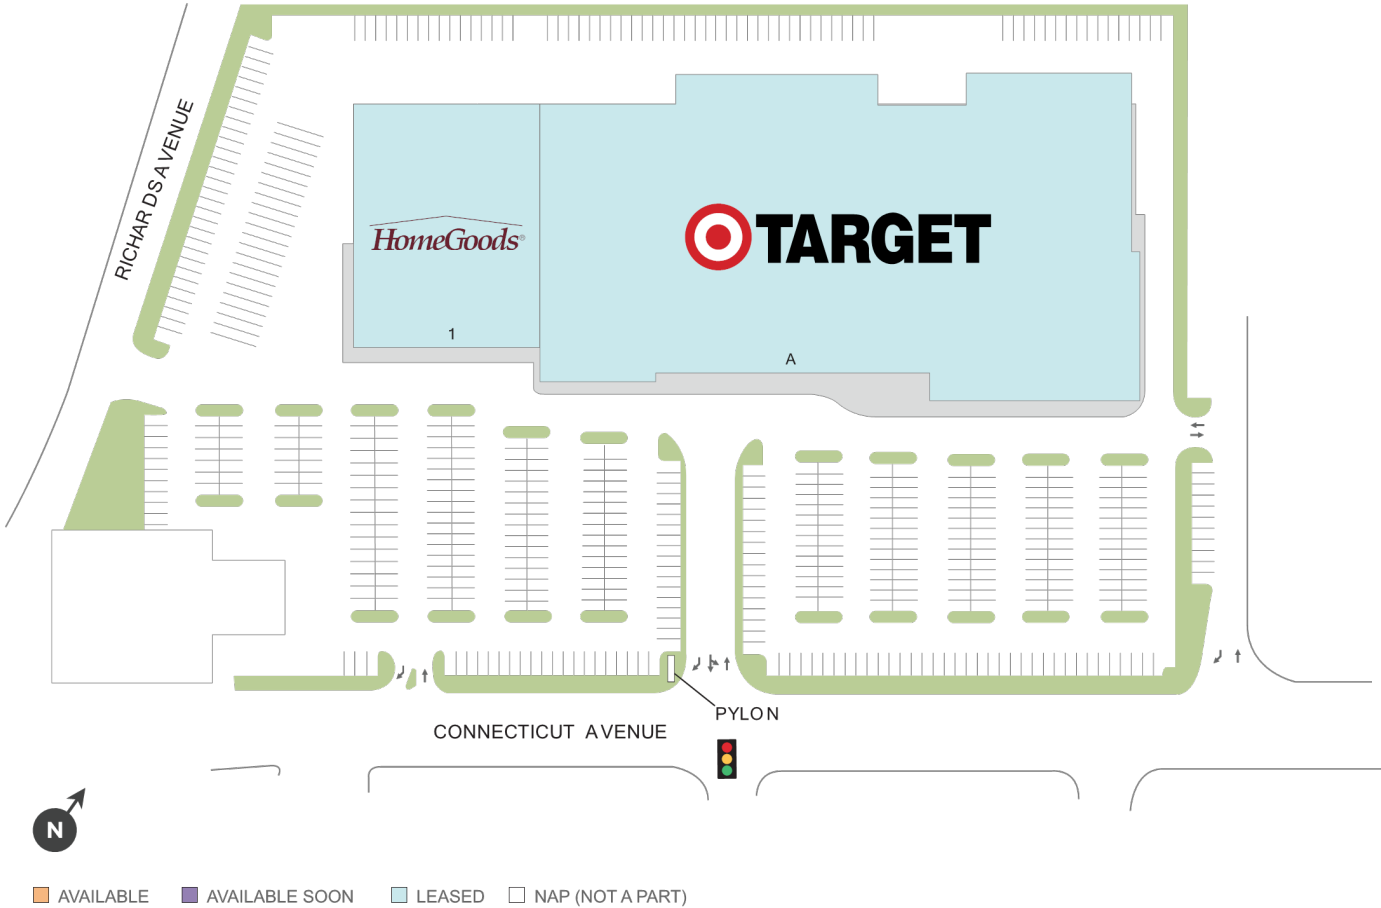 RICHARDS AVENUE
HomeGoods®
TARGET
1
A
PYLON
CONNECTICUT AVENUE
N
AVAILABLE
AVAILABLE SOON
LEASED
NAP (NOT A PART)